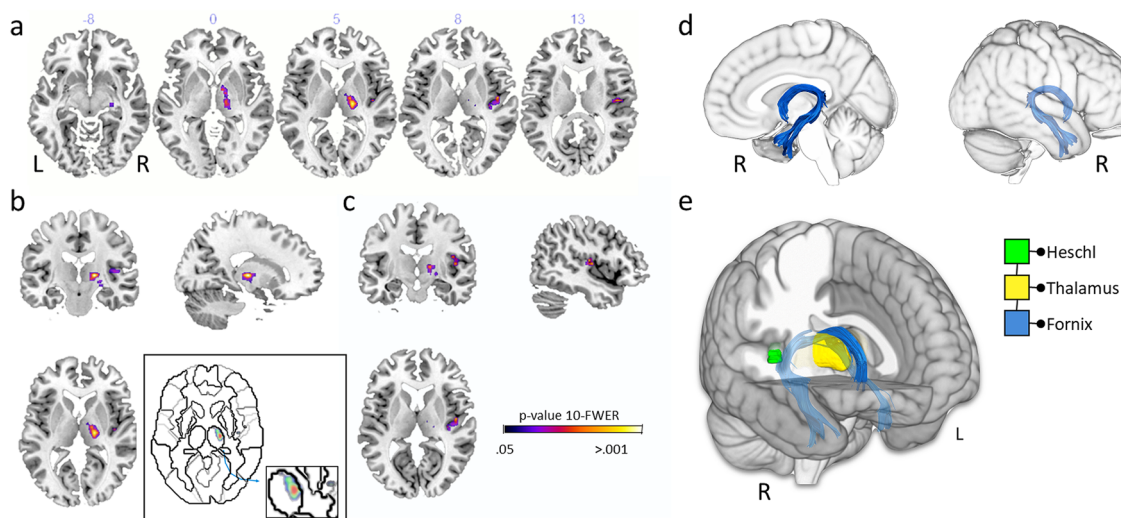 a
-8
0
5
8
13
L
R
b
c
p-value 10-FWER
.05
>.001
d
R
R
e
Heschl
Thalamus
Fornix
L
R